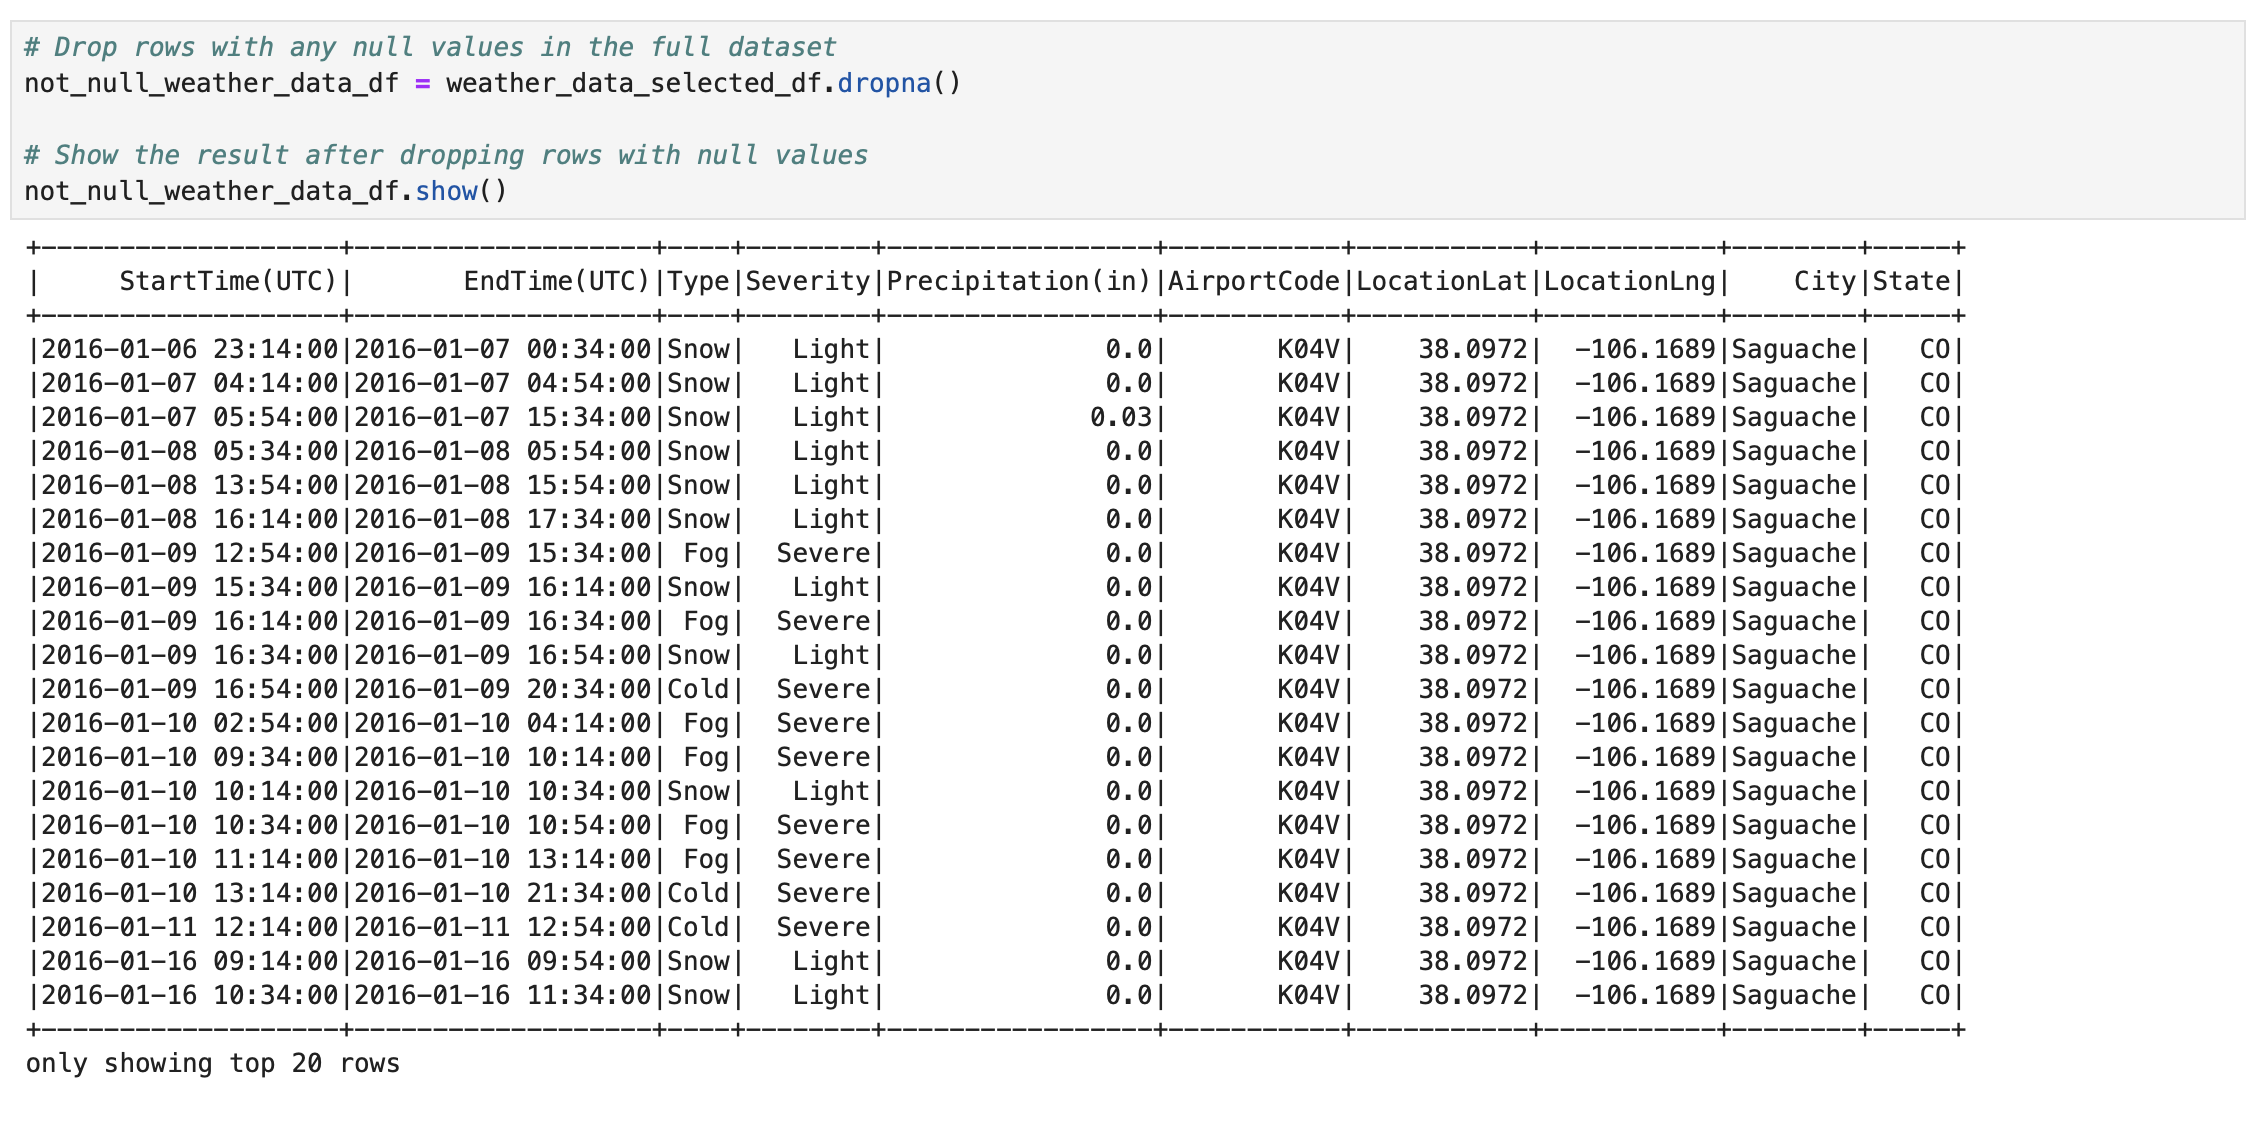 # Drop rows with any null values in the full dataset
not_null_weather_data_df = weather_data_selected_df.dropna()
# Show the result after dropping rows with null values
not_null_weather_data_df.show()
+-------------------+-------------------+----+--------+-----------------+-----------+-----------+-----------+--------+-----+
|     StartTime(UTC)|       EndTime(UTC)|Type|Severity|Precipitation(in)|AirportCode|LocationLat|LocationLng|    City|State|
+-------------------+-------------------+----+--------+-----------------+-----------+-----------+-----------+--------+-----+
|2016-01-06 23:14:00|2016-01-07 00:34:00|Snow|   Light|              0.0|       K04V|    38.0972|  -106.1689|Saguache|   CO|
|2016-01-07 04:14:00|2016-01-07 04:54:00|Snow|   Light|              0.0|       K04V|    38.0972|  -106.1689|Saguache|   CO|
|2016-01-07 05:54:00|2016-01-07 15:34:00|Snow|   Light|             0.03|       K04V|    38.0972|  -106.1689|Saguache|   CO|
|2016-01-08 05:34:00|2016-01-08 05:54:00|Snow|   Light|              0.0|       K04V|    38.0972|  -106.1689|Saguache|   CO|
|2016-01-08 13:54:00|2016-01-08 15:54:00|Snow|   Light|              0.0|       K04V|    38.0972|  -106.1689|Saguache|   CO|
|2016-01-08 16:14:00|2016-01-08 17:34:00|Snow|   Light|              0.0|       K04V|    38.0972|  -106.1689|Saguache|   CO|
|2016-01-09 12:54:00|2016-01-09 15:34:00| Fog|  Severe|              0.0|       K04V|    38.0972|  -106.1689|Saguache|   CO|
|2016-01-09 15:34:00|2016-01-09 16:14:00|Snow|   Light|              0.0|       K04V|    38.0972|  -106.1689|Saguache|   CO|
|2016-01-09 16:14:00|2016-01-09 16:34:00| Fog|  Severe|              0.0|       K04V|    38.0972|  -106.1689|Saguache|   CO|
|2016-01-09 16:34:00|2016-01-09 16:54:00|Snow|   Light|              0.0|       K04V|    38.0972|  -106.1689|Saguache|   CO|
|2016-01-09 16:54:00|2016-01-09 20:34:00|Cold|  Severe|              0.0|       K04V|    38.0972|  -106.1689|Saguache|   CO|
|2016-01-10 02:54:00|2016-01-10 04:14:00| Fog|  Severe|              0.0|       K04V|    38.0972|  -106.1689|Saguache|   CO|
|2016-01-10 09:34:00|2016-01-10 10:14:00| Fog|  Severe|              0.0|       K04V|    38.0972|  -106.1689|Saguache|   CO|
|2016-01-10 10:14:00|2016-01-10 10:34:00|Snow|   Light|              0.0|       K04V|    38.0972|  -106.1689|Saguache|   CO|
|2016-01-10 10:34:00|2016-01-10 10:54:00| Fog|  Severe|              0.0|       K04V|    38.0972|  -106.1689|Saguache|   CO|
|2016-01-10 11:14:00|2016-01-10 13:14:00| Fog|  Severe|              0.0|       K04V|    38.0972|  -106.1689|Saguache|   CO|
|2016-01-10 13:14:00|2016-01-10 21:34:00|Cold|  Severe|              0.0|       K04V|    38.0972|  -106.1689|Saguache|   CO|
|2016-01-11 12:14:00|2016-01-11 12:54:00|Cold|  Severe|              0.0|       K04V|    38.0972|  -106.1689|Saguache|   CO|
|2016-01-16 09:14:00|2016-01-16 09:54:00|Snow|   Light|              0.0|       K04V|    38.0972|  -106.1689|Saguache|   CO|
|2016-01-16 10:34:00|2016-01-16 11:34:00|Snow|   Light|              0.0|       K04V|    38.0972|  -106.1689|Saguache|   CO|
+-------------------+-------------------+----+--------+-----------------+-----------+-----------+-----------+--------+-----+
only showing top 20 rows